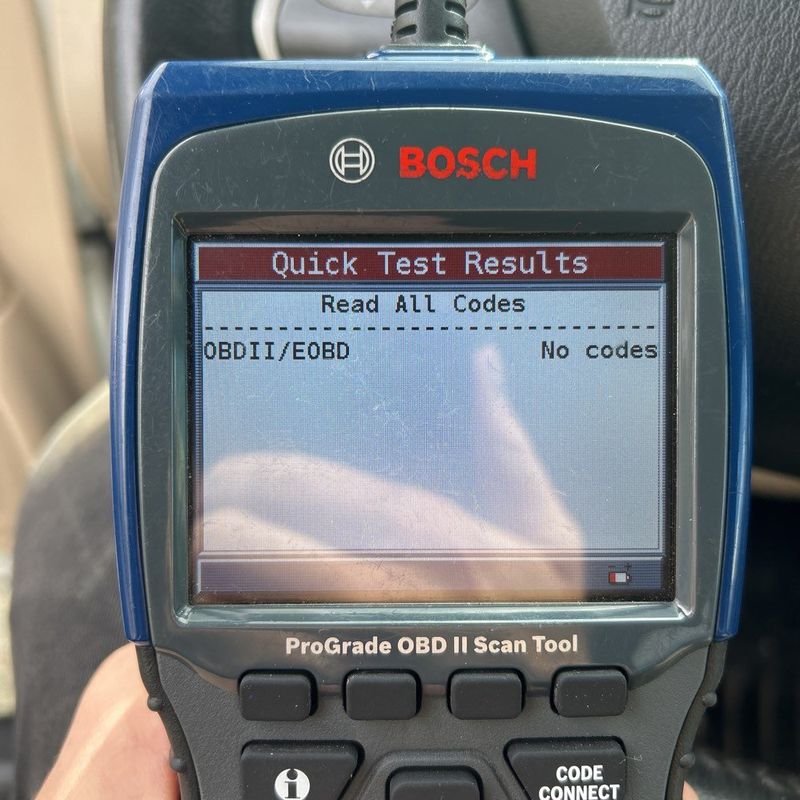 BOSCH
Quick Test Results
Read All Codes
OBDII/EOBD No codes
ProGrade OBD II Scan Tool
i
CODE
CONNECT